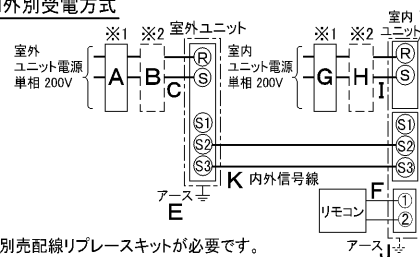 外別受電方式
※1 ※2 室外ユニット
※1 ※2 室内ユニット
室外
ユニット電源
単相 200V
A
B
C
R
S
S1
S2
S3
アース
E
室内
ユニット電源
単相 200V
G
H
I
R
S
S1
S2
S3
K 内外信号線
F
リモコン
①
②
アース
J
別売配線リプレースキットが必要です。